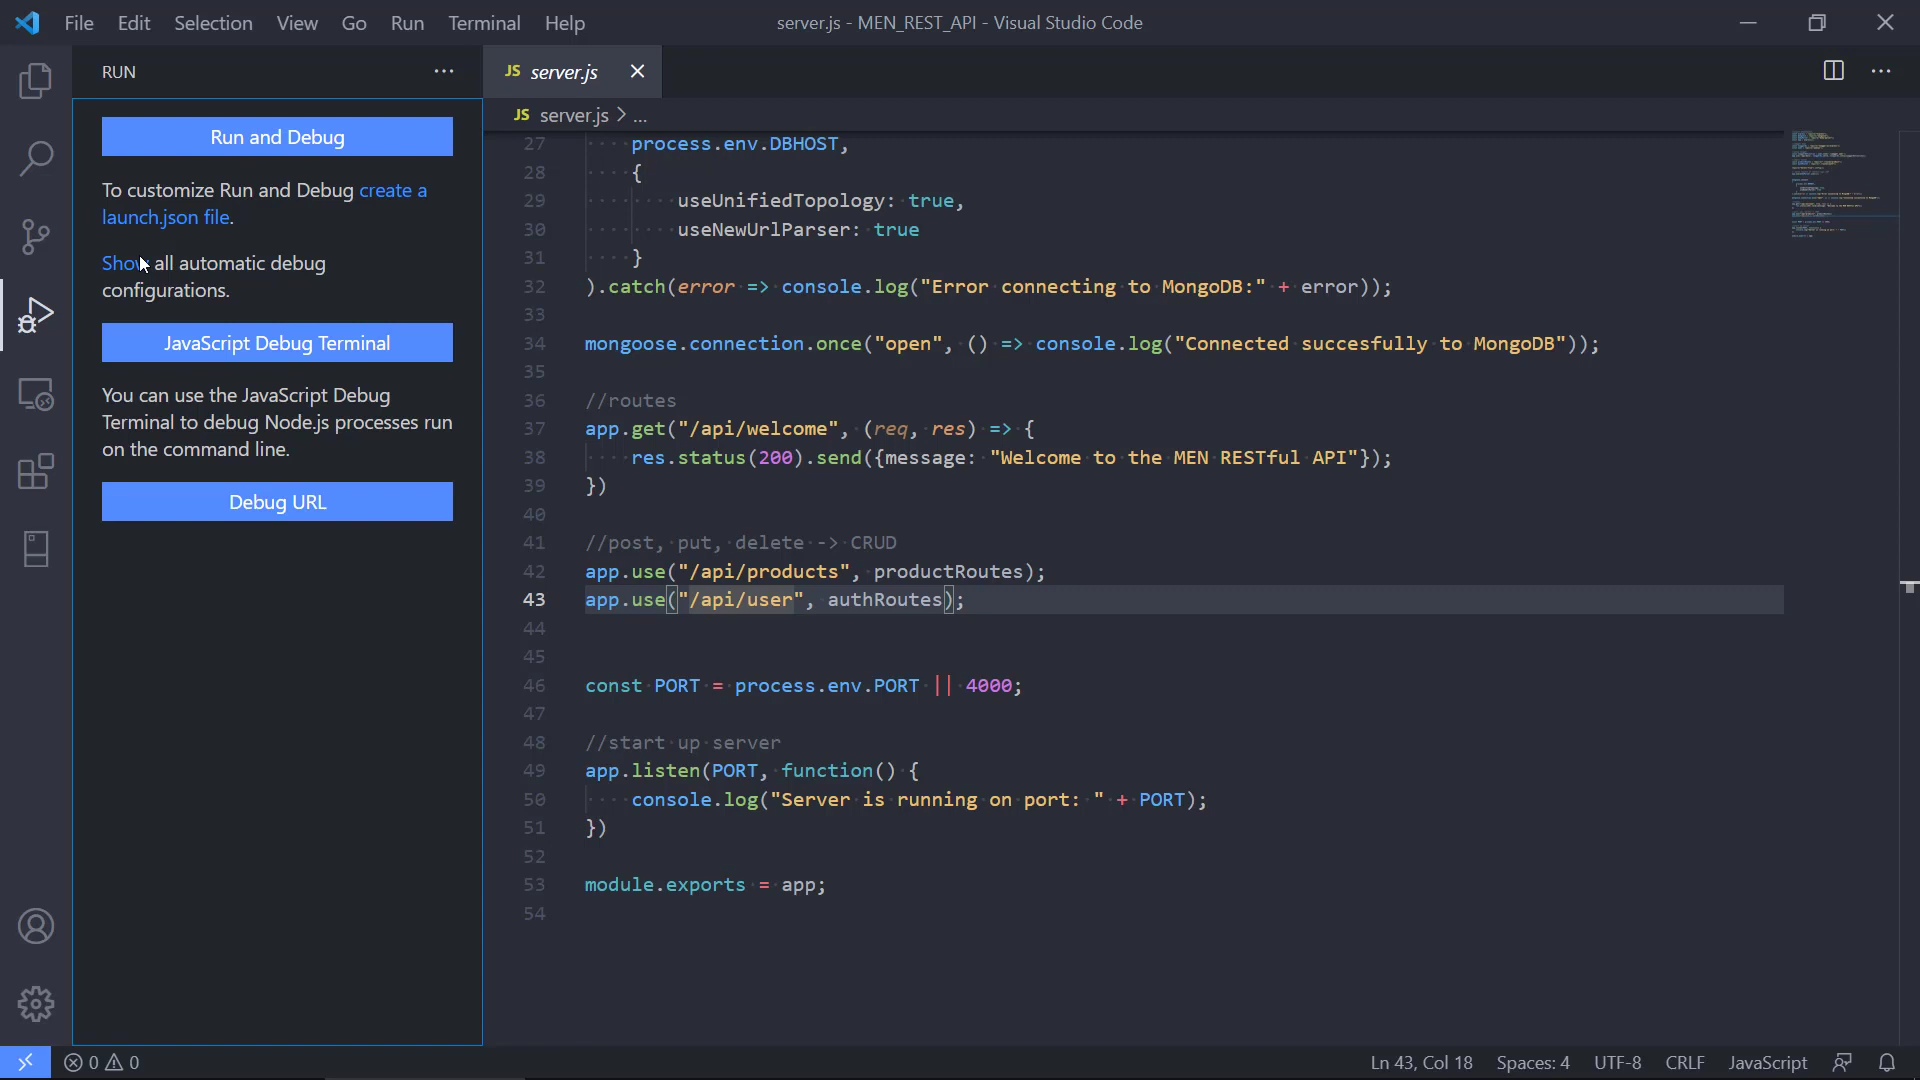 File Edit Selection View Go Run Terminal Help
server.js - MEN_REST_API - Visual Studio Code
RUN
JS server.js
JS server.js > ...
Run and Debug
To customize Run and Debug create a
launch.json file.
Show all automatic debug
configurations.
JavaScript Debug Terminal
You can use the JavaScript Debug
Terminal to debug Node.js processes run
on the command line.
Debug URL
27 process.env.DBHOST,
28 {
29 useUnifiedTopology: true,
30 useNewUrlParser: true
31 }
32 ).catch(error => console.log("Error connecting to MongoDB:" + error));
33
34 mongoose.connection.once("open", () => console.log("Connected succesfully to MongoDB"));
35
36 //routes
37 app.get("/api/welcome", (req, res) => {
38 res.status(200).send({message: "Welcome to the MEN RESTful API"});
39 })
40
41 //post, put, delete -> CRUD
42 app.use("/api/products", productRoutes);
43 app.use("/api/user", authRoutes);
44
45
46 const PORT = process.env.PORT || 4000;
47
48 //start up server
49 app.listen(PORT, function() {
50 console.log("Server is running on port: " + PORT);
51 })
52
53 module.exports = app;
54
0 0
Ln 43, Col 18 Spaces: 4 UTF-8 CRLF JavaScript